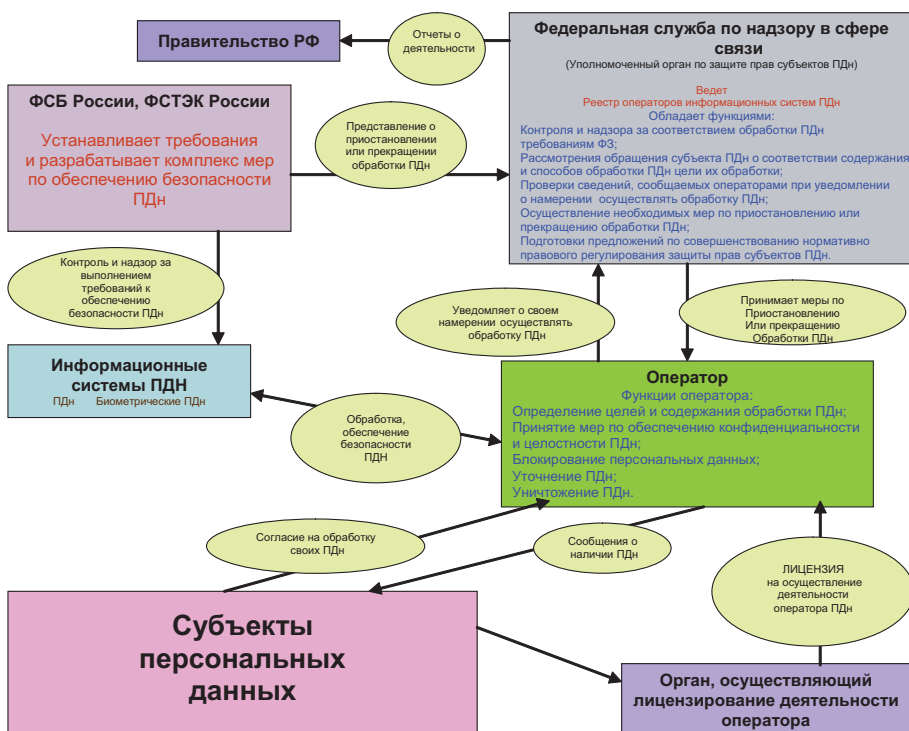 Правительство РФ
Отчеты о
деятельности
Федеральная служба по надзору в сфере
связи
(Уполномоченный орган по защите прав субъектов ПДн)
Ведет
Реестр операторов информационных систем ПДн
Обладает функциями:
Контроля и надзора за соответствием обработки ПДн
требованиям ФЗ;
Рассмотрения обращения субъекта ПДн о соответствии содержания
и способов обработки ПДн цели их обработки;
Проверки сведений, сообщаемых операторами при уведомлении
о намерении осуществлять обработку ПДн;
Осуществление необходимых мер по приостановлению или
прекращению обработки ПДн;
Подготовки предложений по совершенствованию нормативно
правового регулирования защиты прав субъектов ПДн.
ФСБ России, ФСТЭК России
Устанавливает требования
и разрабатывает комплекс мер
по обеспечению безопасности
ПДн
Представление о
приостановлении
или прекращении
обработки ПДн
Контроль и надзор за
выполнением
требований к
обеспечению
безопасности ПДн
Уведомляет о своем
намерении осуществлять
обработку ПДн
Принимает меры по
Приостановлению
Или прекращению
Обработки ПДн
Информационные
системы ПДН
ПДн Биометрические ПДн
Обработка,
обеспечение
безопасности
ПДН
Оператор
Функции оператора:
Определение целей и содержания обработки ПДн;
Принятие мер по обеспечению конфиденциальности
и целостности ПДн;
Блокирование персональных данных;
Уточнение ПДн;
Уничтожение ПДн.
Согласие на обработку
своих ПДн
Сообщения о
наличии ПДн
ЛИЦЕНЗИЯ
на осуществление
деятельности
оператора ПДн
Субъекты
персональных
данных
Орган, осуществляющий
лицензирование деятельности
оператора